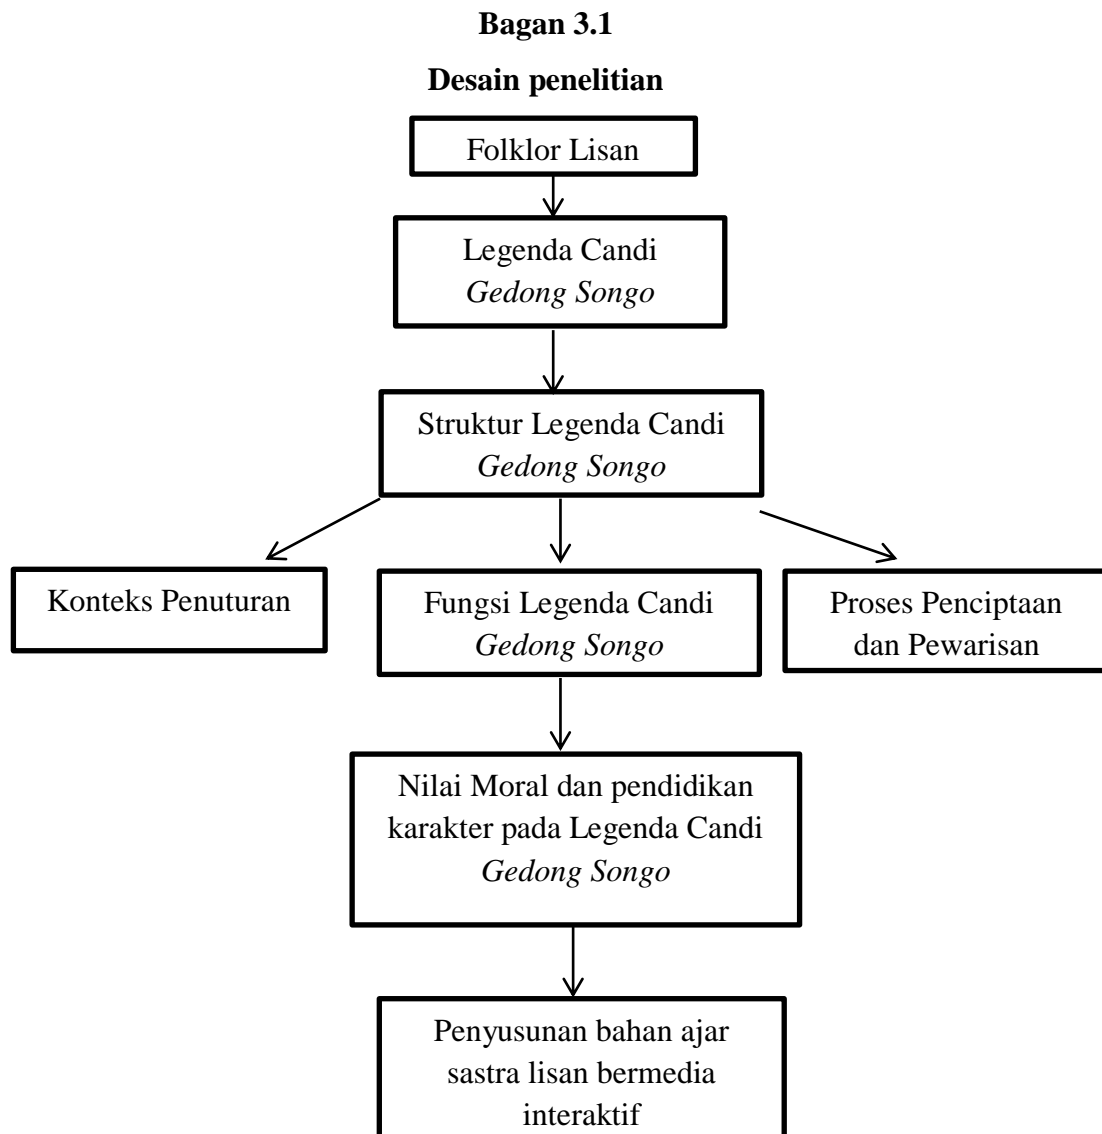 Bagan 3.1
Desain penelitian
Folklor Lisan
Legenda Candi
Gedong Songo
Struktur Legenda Candi
Gedong Songo
Konteks Penuturan
Fungsi Legenda Candi
Gedong Songo
Proses Penciptaan
dan Pewarisan
Nilai Moral dan pendidikan
karakter pada Legenda Candi
Gedong Songo
Penyusunan bahan ajar
sastra lisan bermedia
interaktif